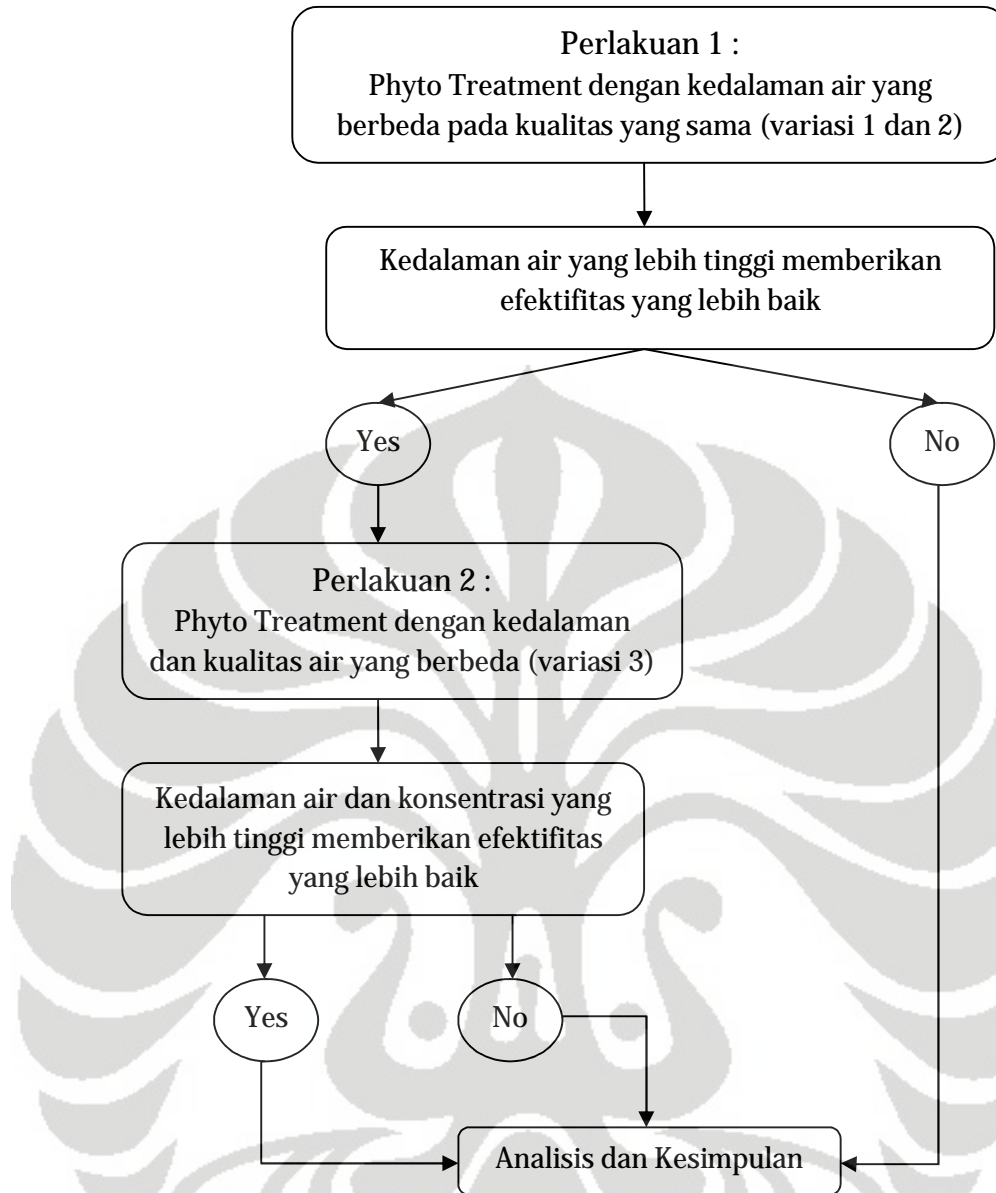 Perlakuan 1 :
Phyto Treatment dengan kedalaman air yang
berbeda pada kualitas yang sama (variasi 1 dan 2)
Kedalaman air yang lebih tinggi memberikan
efektifitas yang lebih baik
Yes
No
Perlakuan 2 :
Phyto Treatment dengan kedalaman
dan kualitas air yang berbeda (variasi 3)
Kedalaman air dan konsentrasi yang
lebih tinggi memberikan efektifitas
yang lebih baik
Yes
No
Analisis dan Kesimpulan